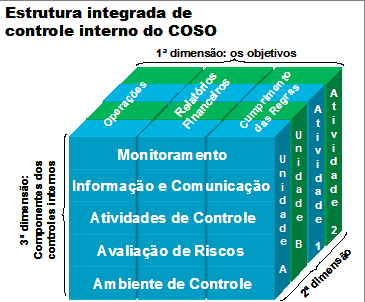 Estrutura integrada de
controle interno do COSO
1ª dimensão: os objetivos
Operações
Relatórios
Financeiros
Cumprimento
das Regras
Monitoramento
Informação e Comunicação
Atividades de Controle
Avaliação de Riscos
Ambiente de Controle
3ª dimensão:
Componentes dos
controles internos
Unidade A
Unidade B
Atividade 1
Atividade 2
2ª dimensão